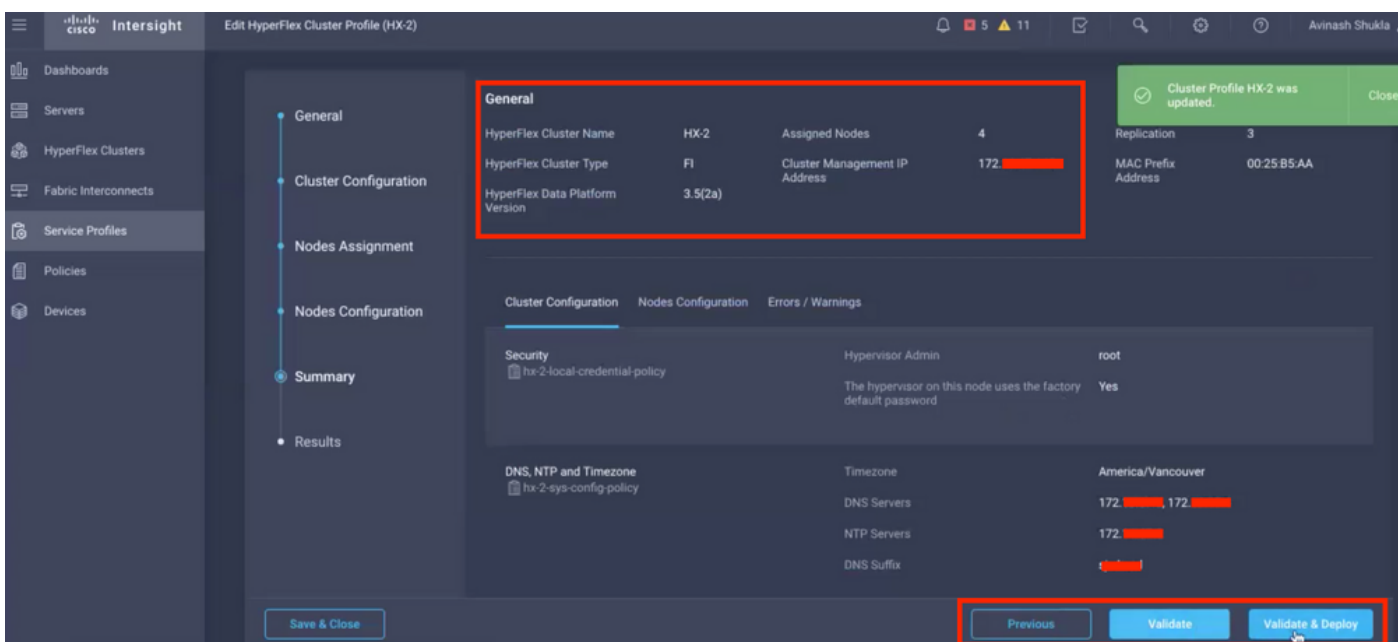 cisco Intersight
Edit HyperFlex Cluster Profile (HX-2)
5 11
Avinash Shukla
Dashboards
Servers
HyperFlex Clusters
Fabric Interconnects
Service Profiles
Policies
Devices
General
Cluster Configuration
Nodes Assignment
Nodes Configuration
Summary
Results
General
HyperFlex Cluster Name HX-2
HyperFlex Cluster Type FI
HyperFlex Data Platform
Version
3.5(2a)
Assigned Nodes 4
Cluster Management IP
Address
172.
Cluster Profile HX-2 was
updated.
Close
Replication 3
MAC Prefix
Address
00:25:B5:AA
Cluster Configuration Nodes Configuration Errors / Warnings
Security
hx-2-local-credential-policy
Hypervisor Admin root
The hypervisor on this node uses the factory
default password
Yes
DNS, NTP and Timezone
hx-2-sys-config-policy
Timezone America/Vancouver
DNS Servers 172. , 172.
NTP Servers 172.
DNS Suffix
Save & Close
Previous
Validate
Validate & Deploy